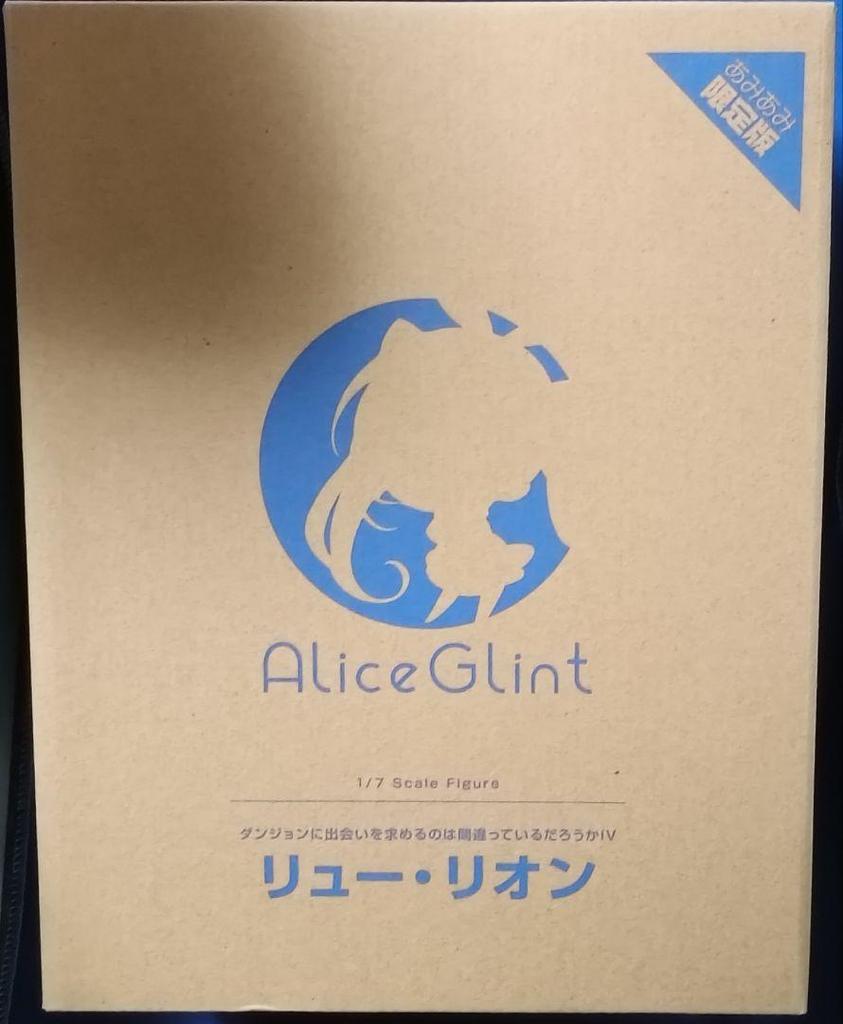 あみあみ
限定版
AliceGlint
1/7 Scale Figure
ダンジョンに出会いを求めるのは間違っているだろうかIV
リュー・リオン